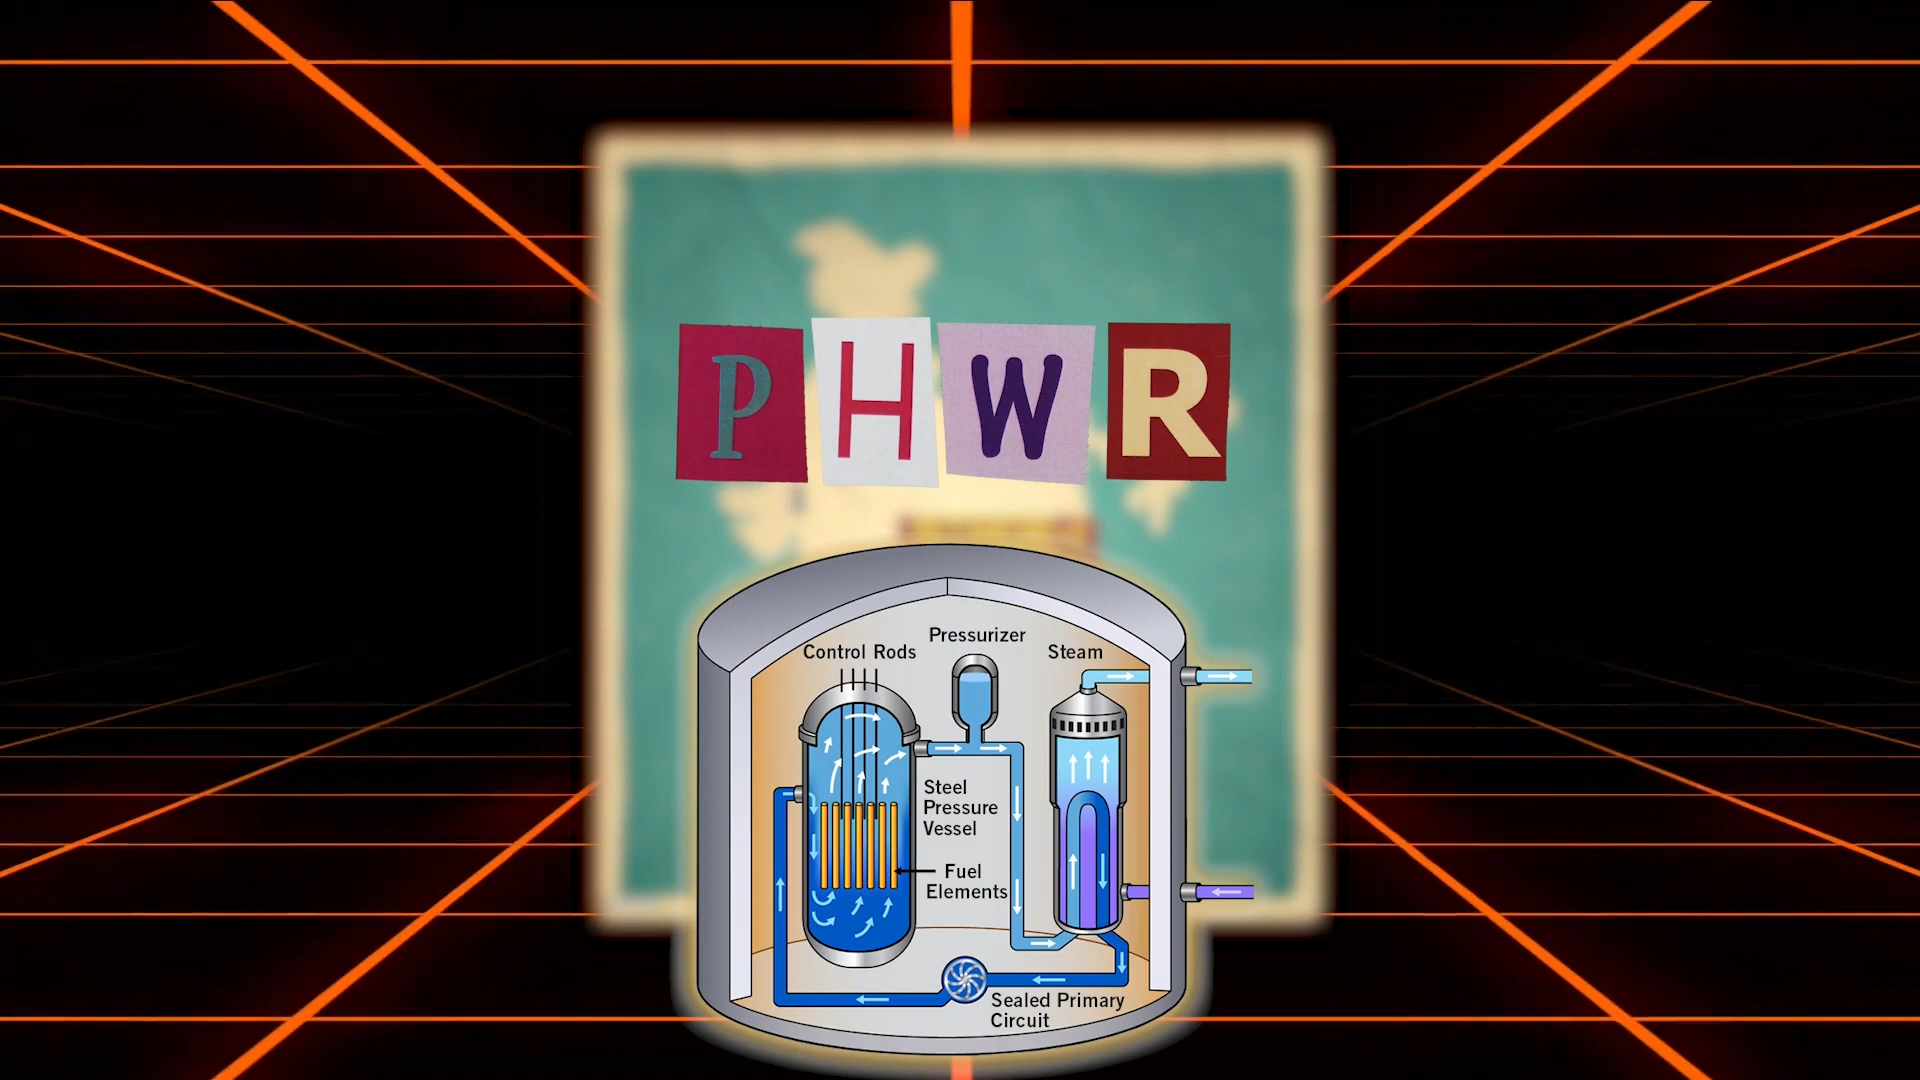 PHWR
Pressurizer
Control Rods
Steam
Steel
Pressure
Vessel
Fuel
Elements
Sealed Primary
Circuit